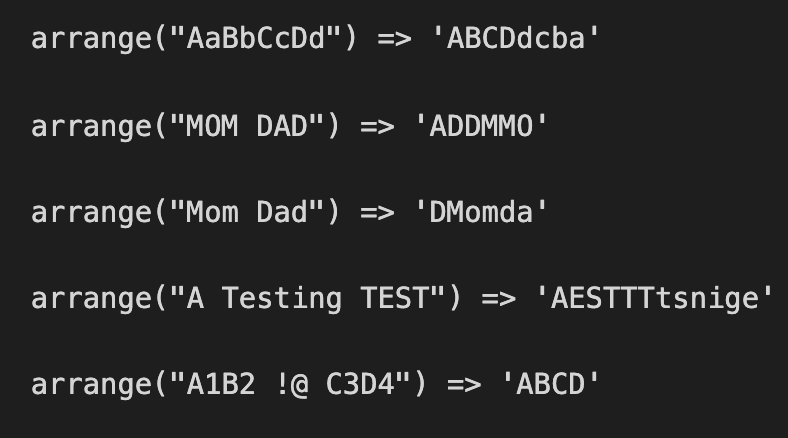 arrange("AaBbCcDd") => 'ABCDdcba'
arrange("MOM DAD") => 'ADDMMO'
arrange("Mom Dad") => 'DMomda'
arrange("A Testing TEST") => 'AESTTTtsnige'
arrange("A1B2 !@ C3D4") => 'ABCD'